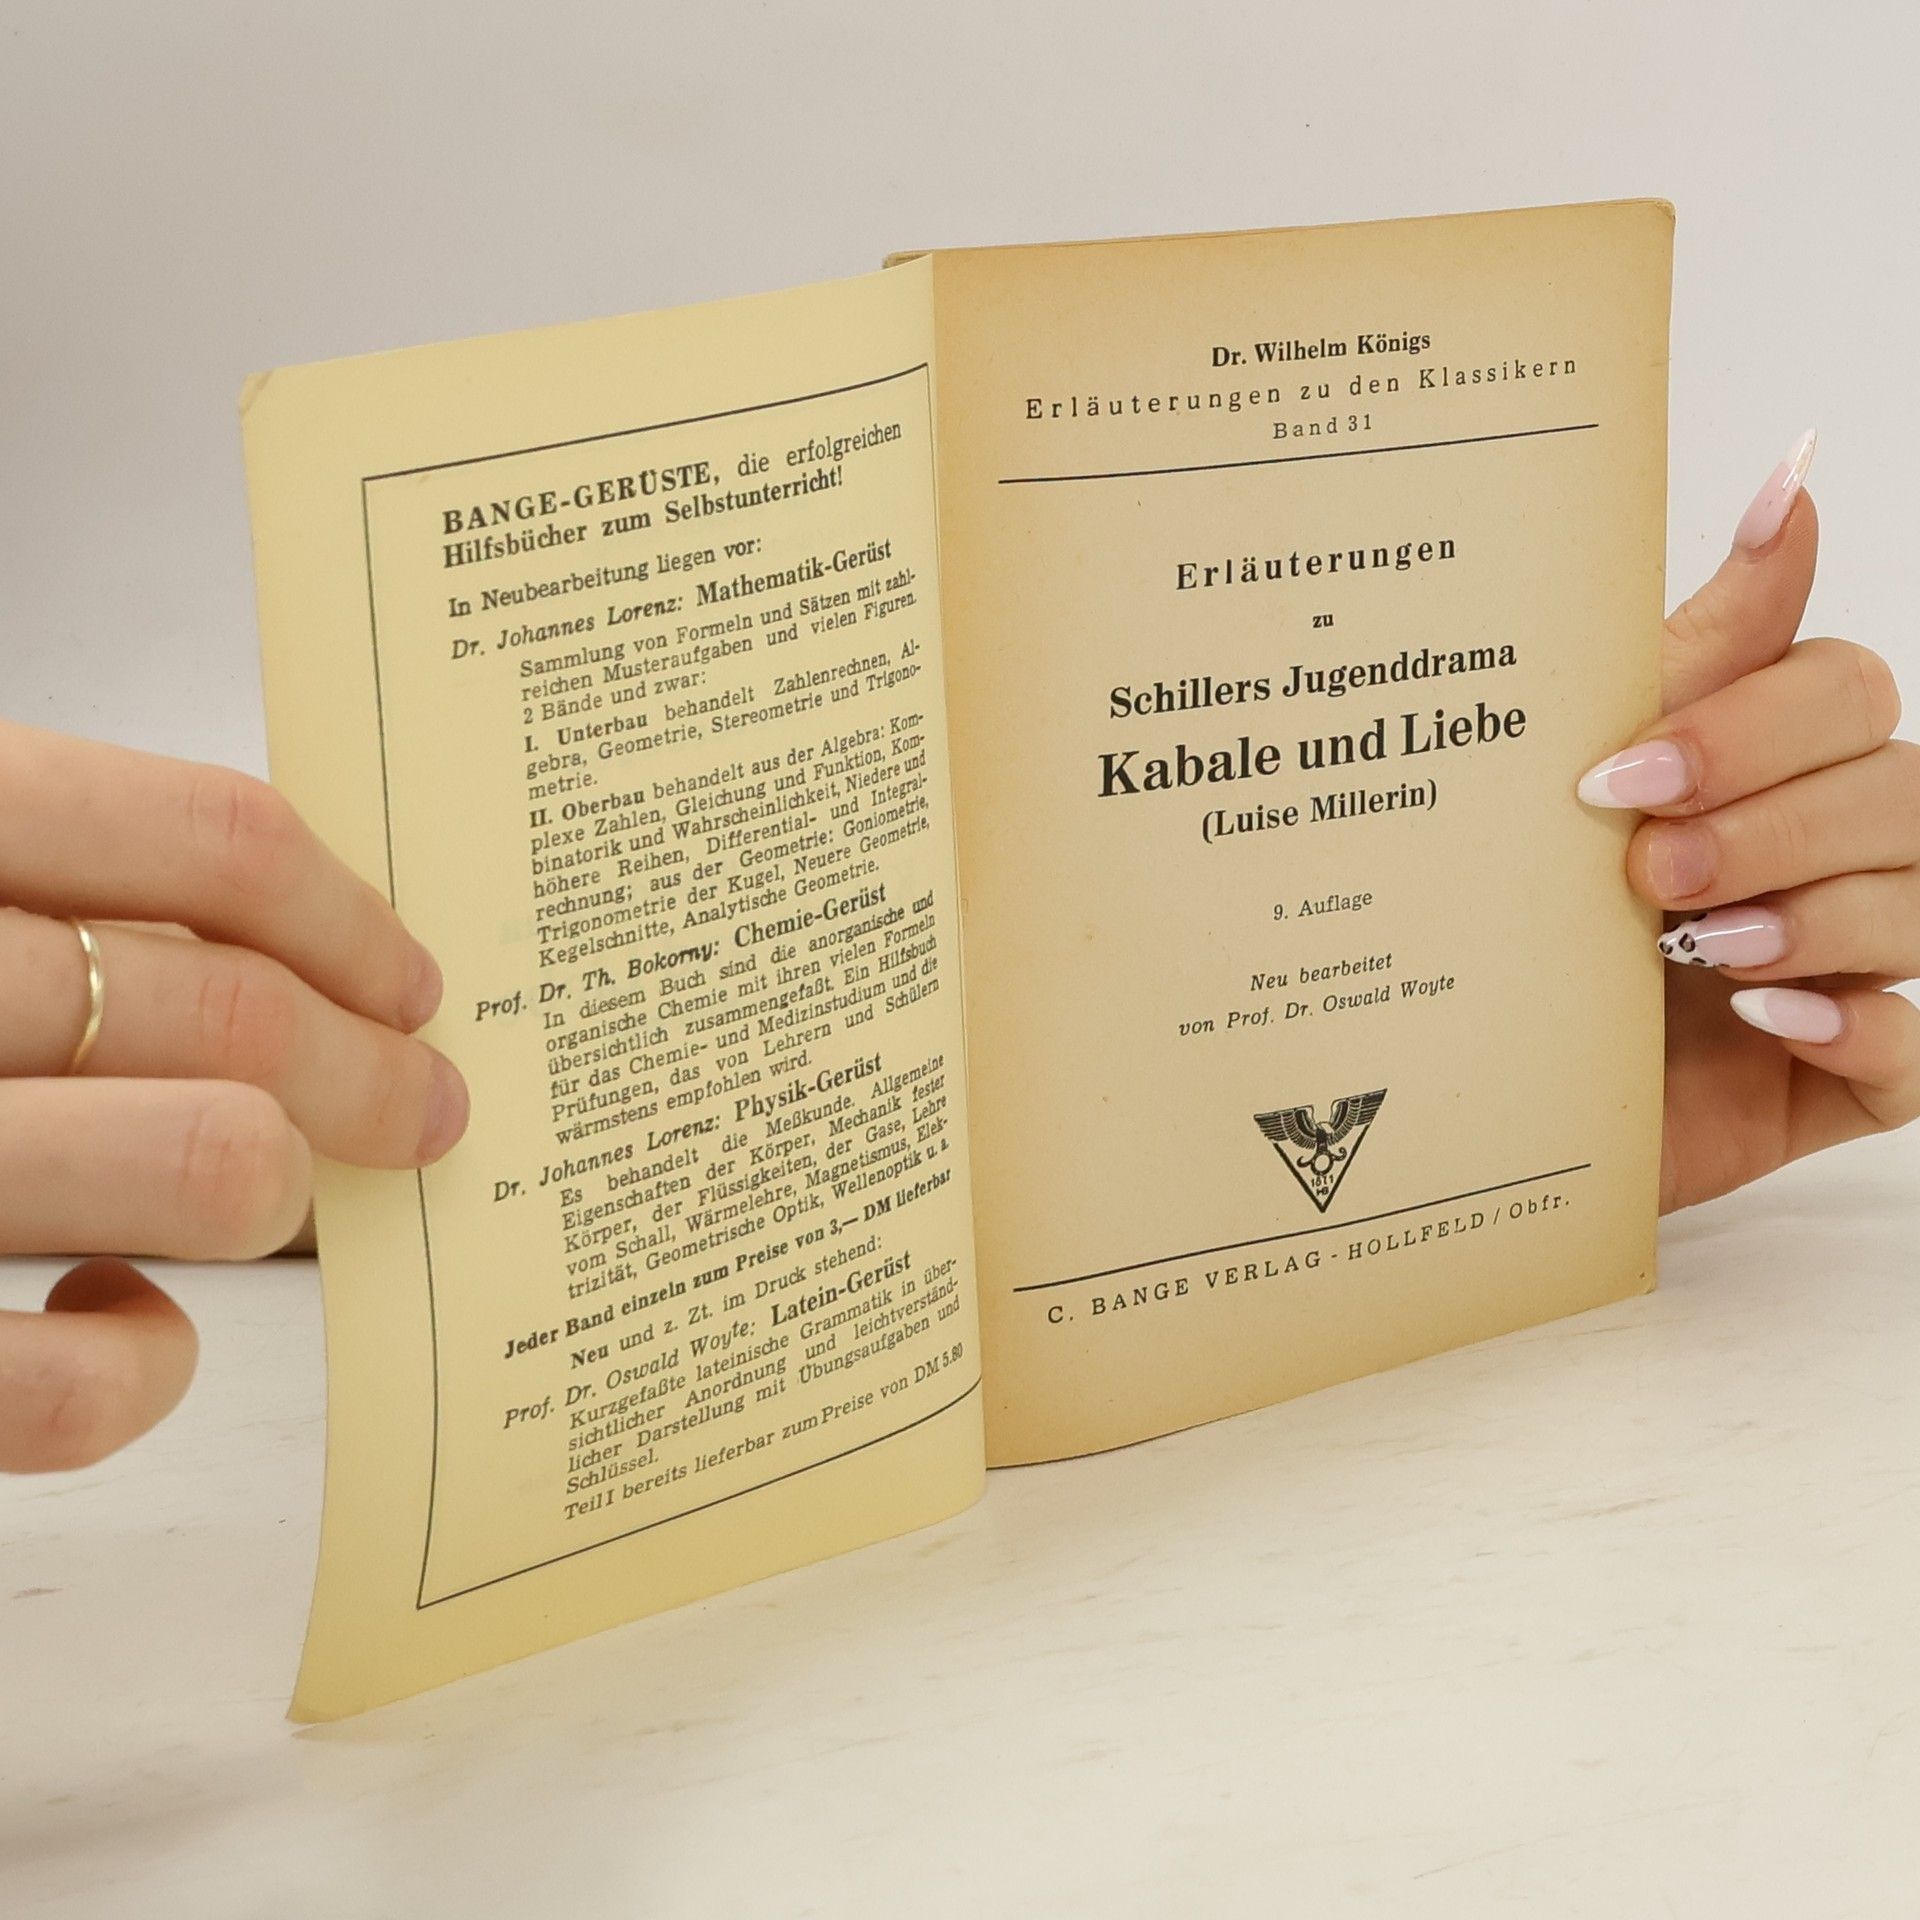 BANGE-GERÜSTE, die erfolgreichen
Hilfsbücher zum Selbstunterricht!
In Neubearbeitung liegen vor:
Dr. Johannes Lorenz: Mathematik-Gerüst
Sammlung von Formeln und Sätzen mit zahl-
reichen Musteraufgaben und vielen Figuren.
2 Bände und zwar:
I. Unterbau behandelt Zahlenrechnen, Al-
gebra, Geometrie, Stereometrie und Trigono-
metrie.
II. Oberbau behandelt aus der Algebra: Kom-
plexe Zahlen, Gleichung und Funktion, Kom-
binatorik und Wahrscheinlichkeit, Niedere und
höhere Reihen, Differential- und Integral-
rechnung; aus der Geometrie: Goniometrie,
Trigonometrie der Kugel, Neuere Geometrie,
Kegelschnitte, Analytische Geometrie.
Prof. Dr. Th. Bokorny: Chemie-Gerüst
In diesem Buch sind die anorganische und
organische Chemie mit ihren vielen Formeln
übersichtlich zusammengefaßt. Ein Hilfsbuch
für das Chemie- und Medizinstudium und die
Prüfungen, das von Lehrern und Schülern
wärmstens empfohlen wird.
Dr. Johannes Lorenz: Physik-Gerüst
Es behandelt die Meßkunde. Allgemeine
Eigenschaften der Körper, Mechanik fester
Körper, der Flüssigkeiten, der Gase, Lehre
vom Schall, Wärmelehre, Magnetismus, Elek-
trizität, Geometrische Optik, Wellenoptik u. a.
Jeder Band einzeln zum Preise von 3,— DM lieferbar
Neu und z. Zt. im Druck stehend:
Prof. Dr. Oswald Woyte: Latein-Gerüst
Kurzgefaßte lateinische Grammatik in über-
sichtlicher Anordnung und leichtverständ-
licher Darstellung mit Übungsaufgaben und
Schlüssel.
Teil I bereits lieferbar zum Preise von DM 5.80
Dr. Wilhelm Königs
Erläuterungen zu den Klassikern
Band 31
Erläuterungen
zu
Schillers Jugenddrama
Kabale und Liebe
(Luise Millerin)
9. Auflage
Neu bearbeitet
von Prof. Dr. Oswald Woyte
1871
HB
C. BANGE VERLAG - HOLLFELD / Obfr.